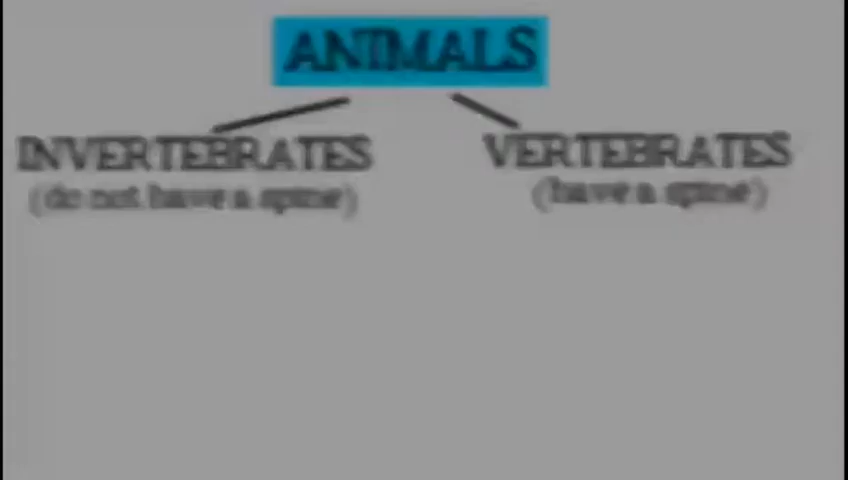 ANIMALS
INVERTEBRATES
VERTEBRATES
(do not have a spine)
(have a spine)